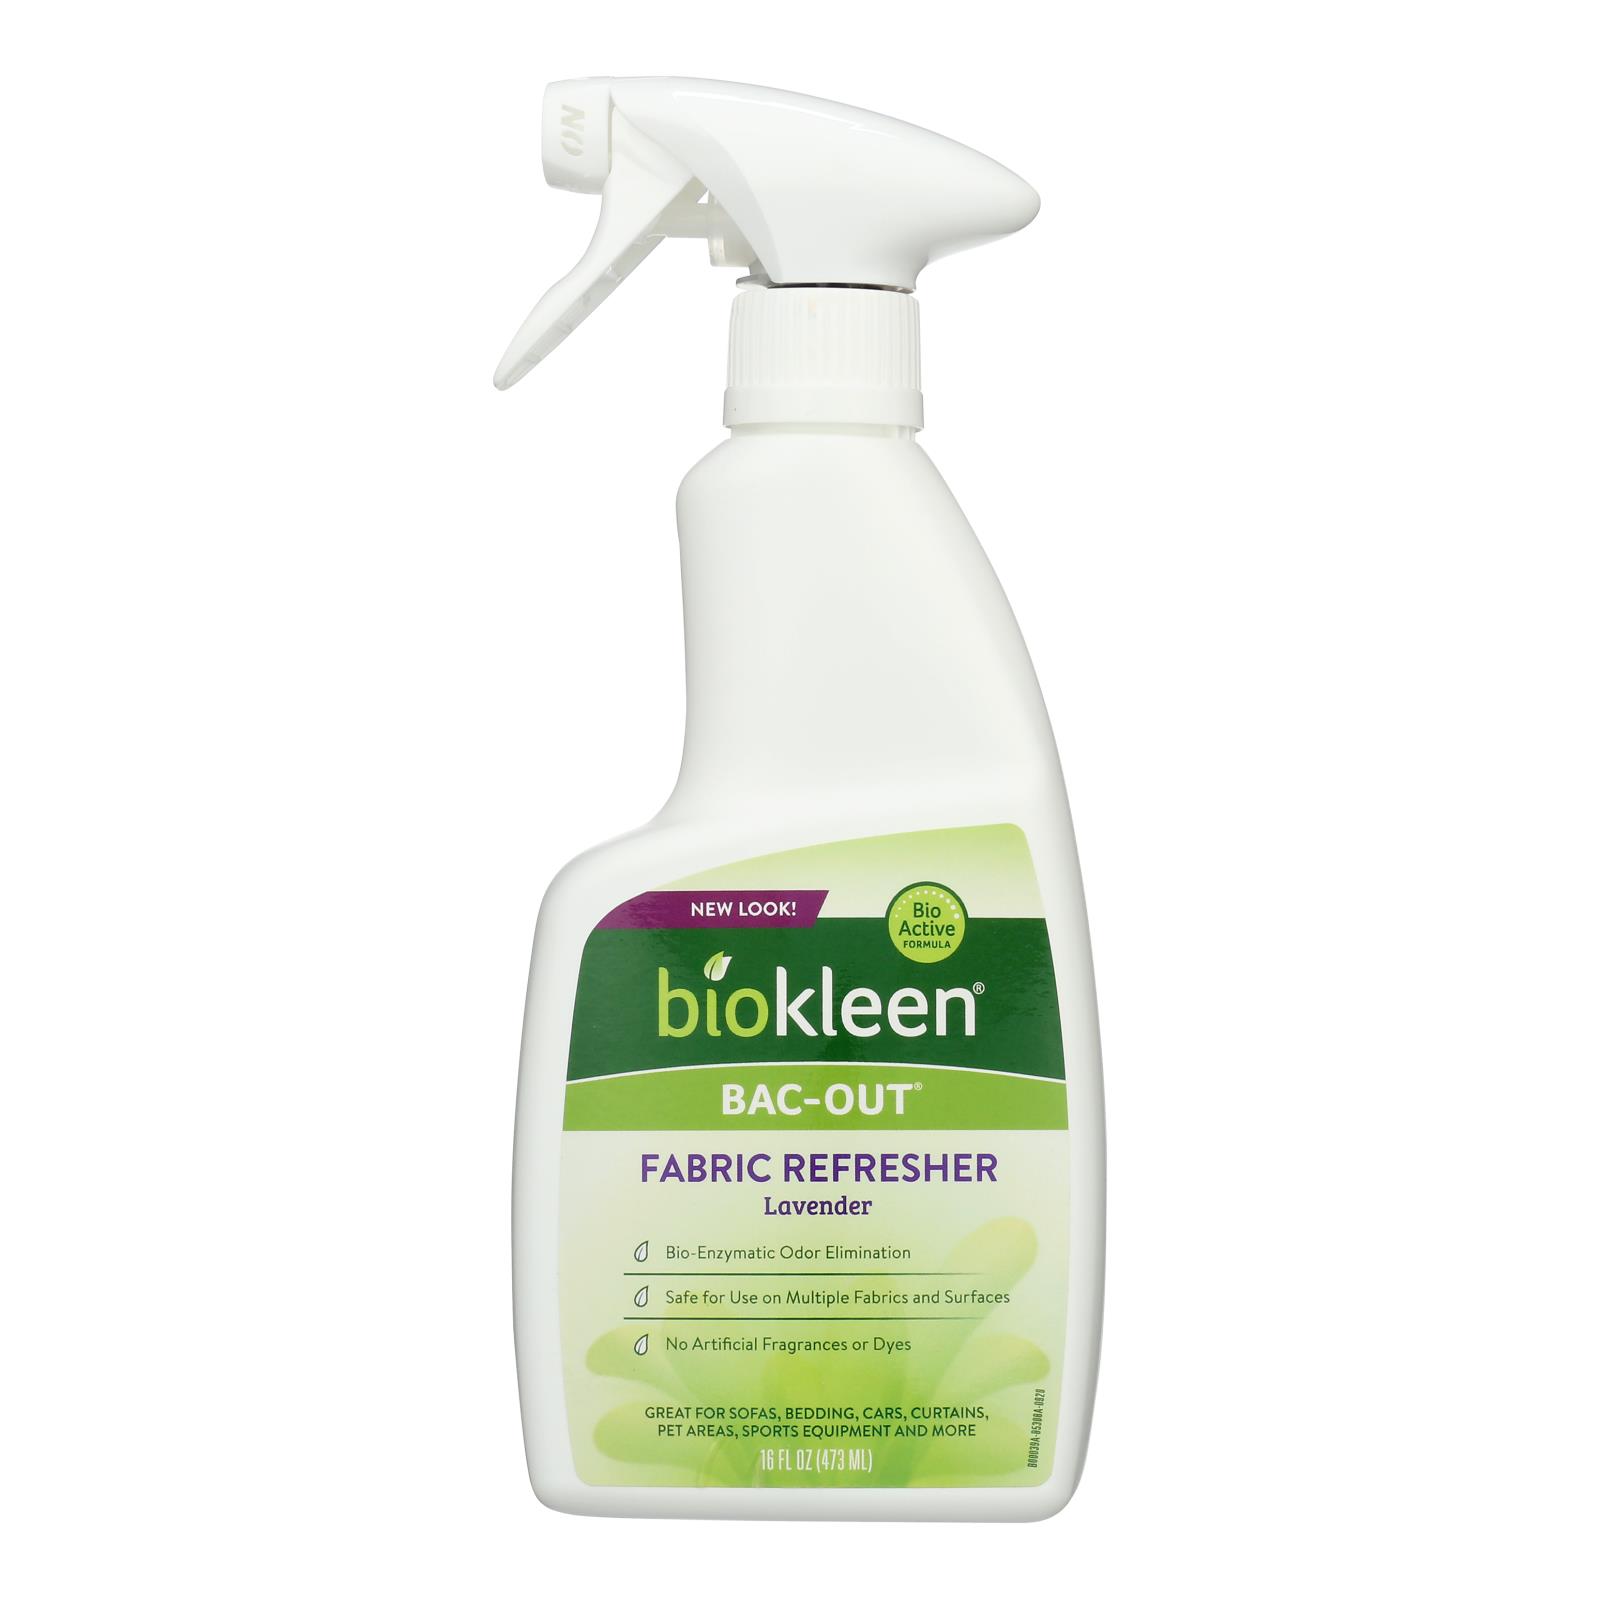 ON
NEW LOOK!
Bio
Active
FORMULA
biokleen®
BAC-OUT®
FABRIC REFRESHER
Lavender
Bio-Enzymatic Odor Elimination
Safe for Use on Multiple Fabrics and Surfaces
No Artificial Fragrances or Dyes
GREAT FOR SOFAS, BEDDING, CARS, CURTAINS,
PET AREAS, SPORTS EQUIPMENT AND MORE
16 FL OZ (473 ML)